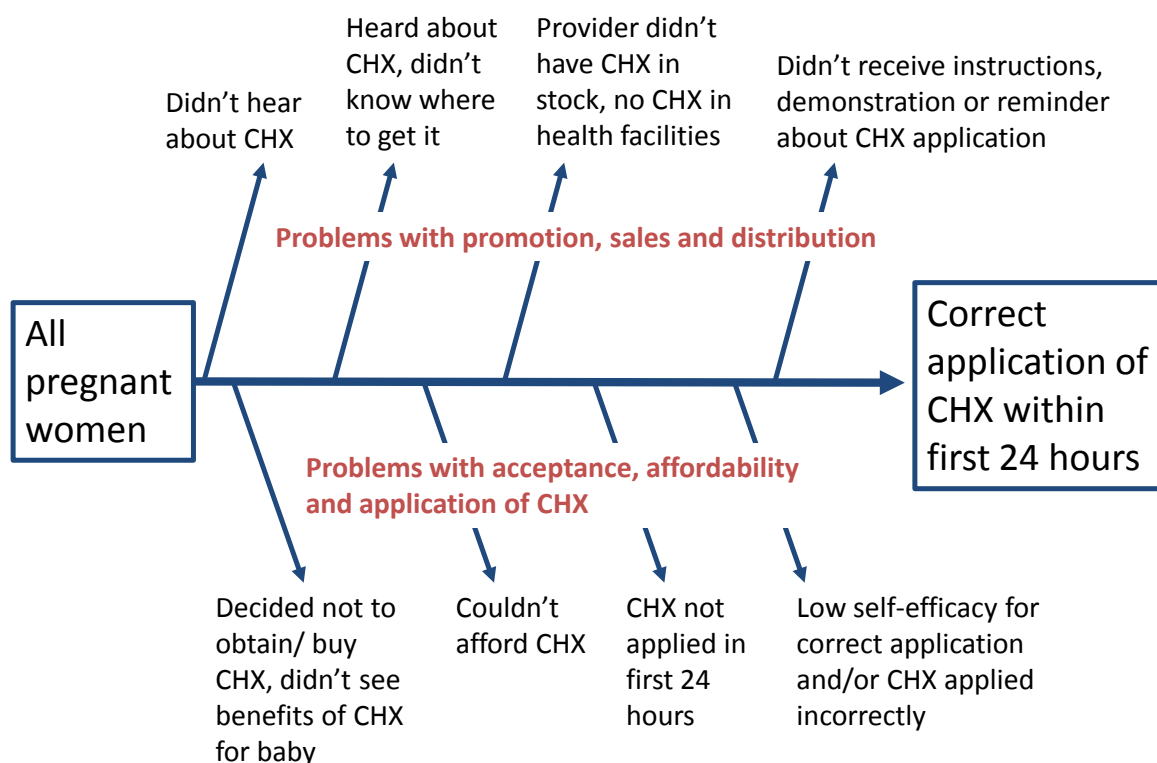 Didn’t hear
about CHX
Heard about
CHX, didn’t
know where
to get it
Provider didn’t
have CHX in
stock, no CHX in
health facilities
Didn’t receive instructions,
demonstration or reminder
about CHX application
Problems with promotion, sales and distribution
All
pregnant
women
Correct
application of
CHX within
first 24 hours
Problems with acceptance, affordability
and application of CHX
Decided not to
obtain/ buy
CHX, didn’t see
benefits of CHX
for baby
Couldn’t
afford CHX
CHX not
applied in
first 24
hours
Low self-efficacy for
correct application
and/or CHX applied
incorrectly